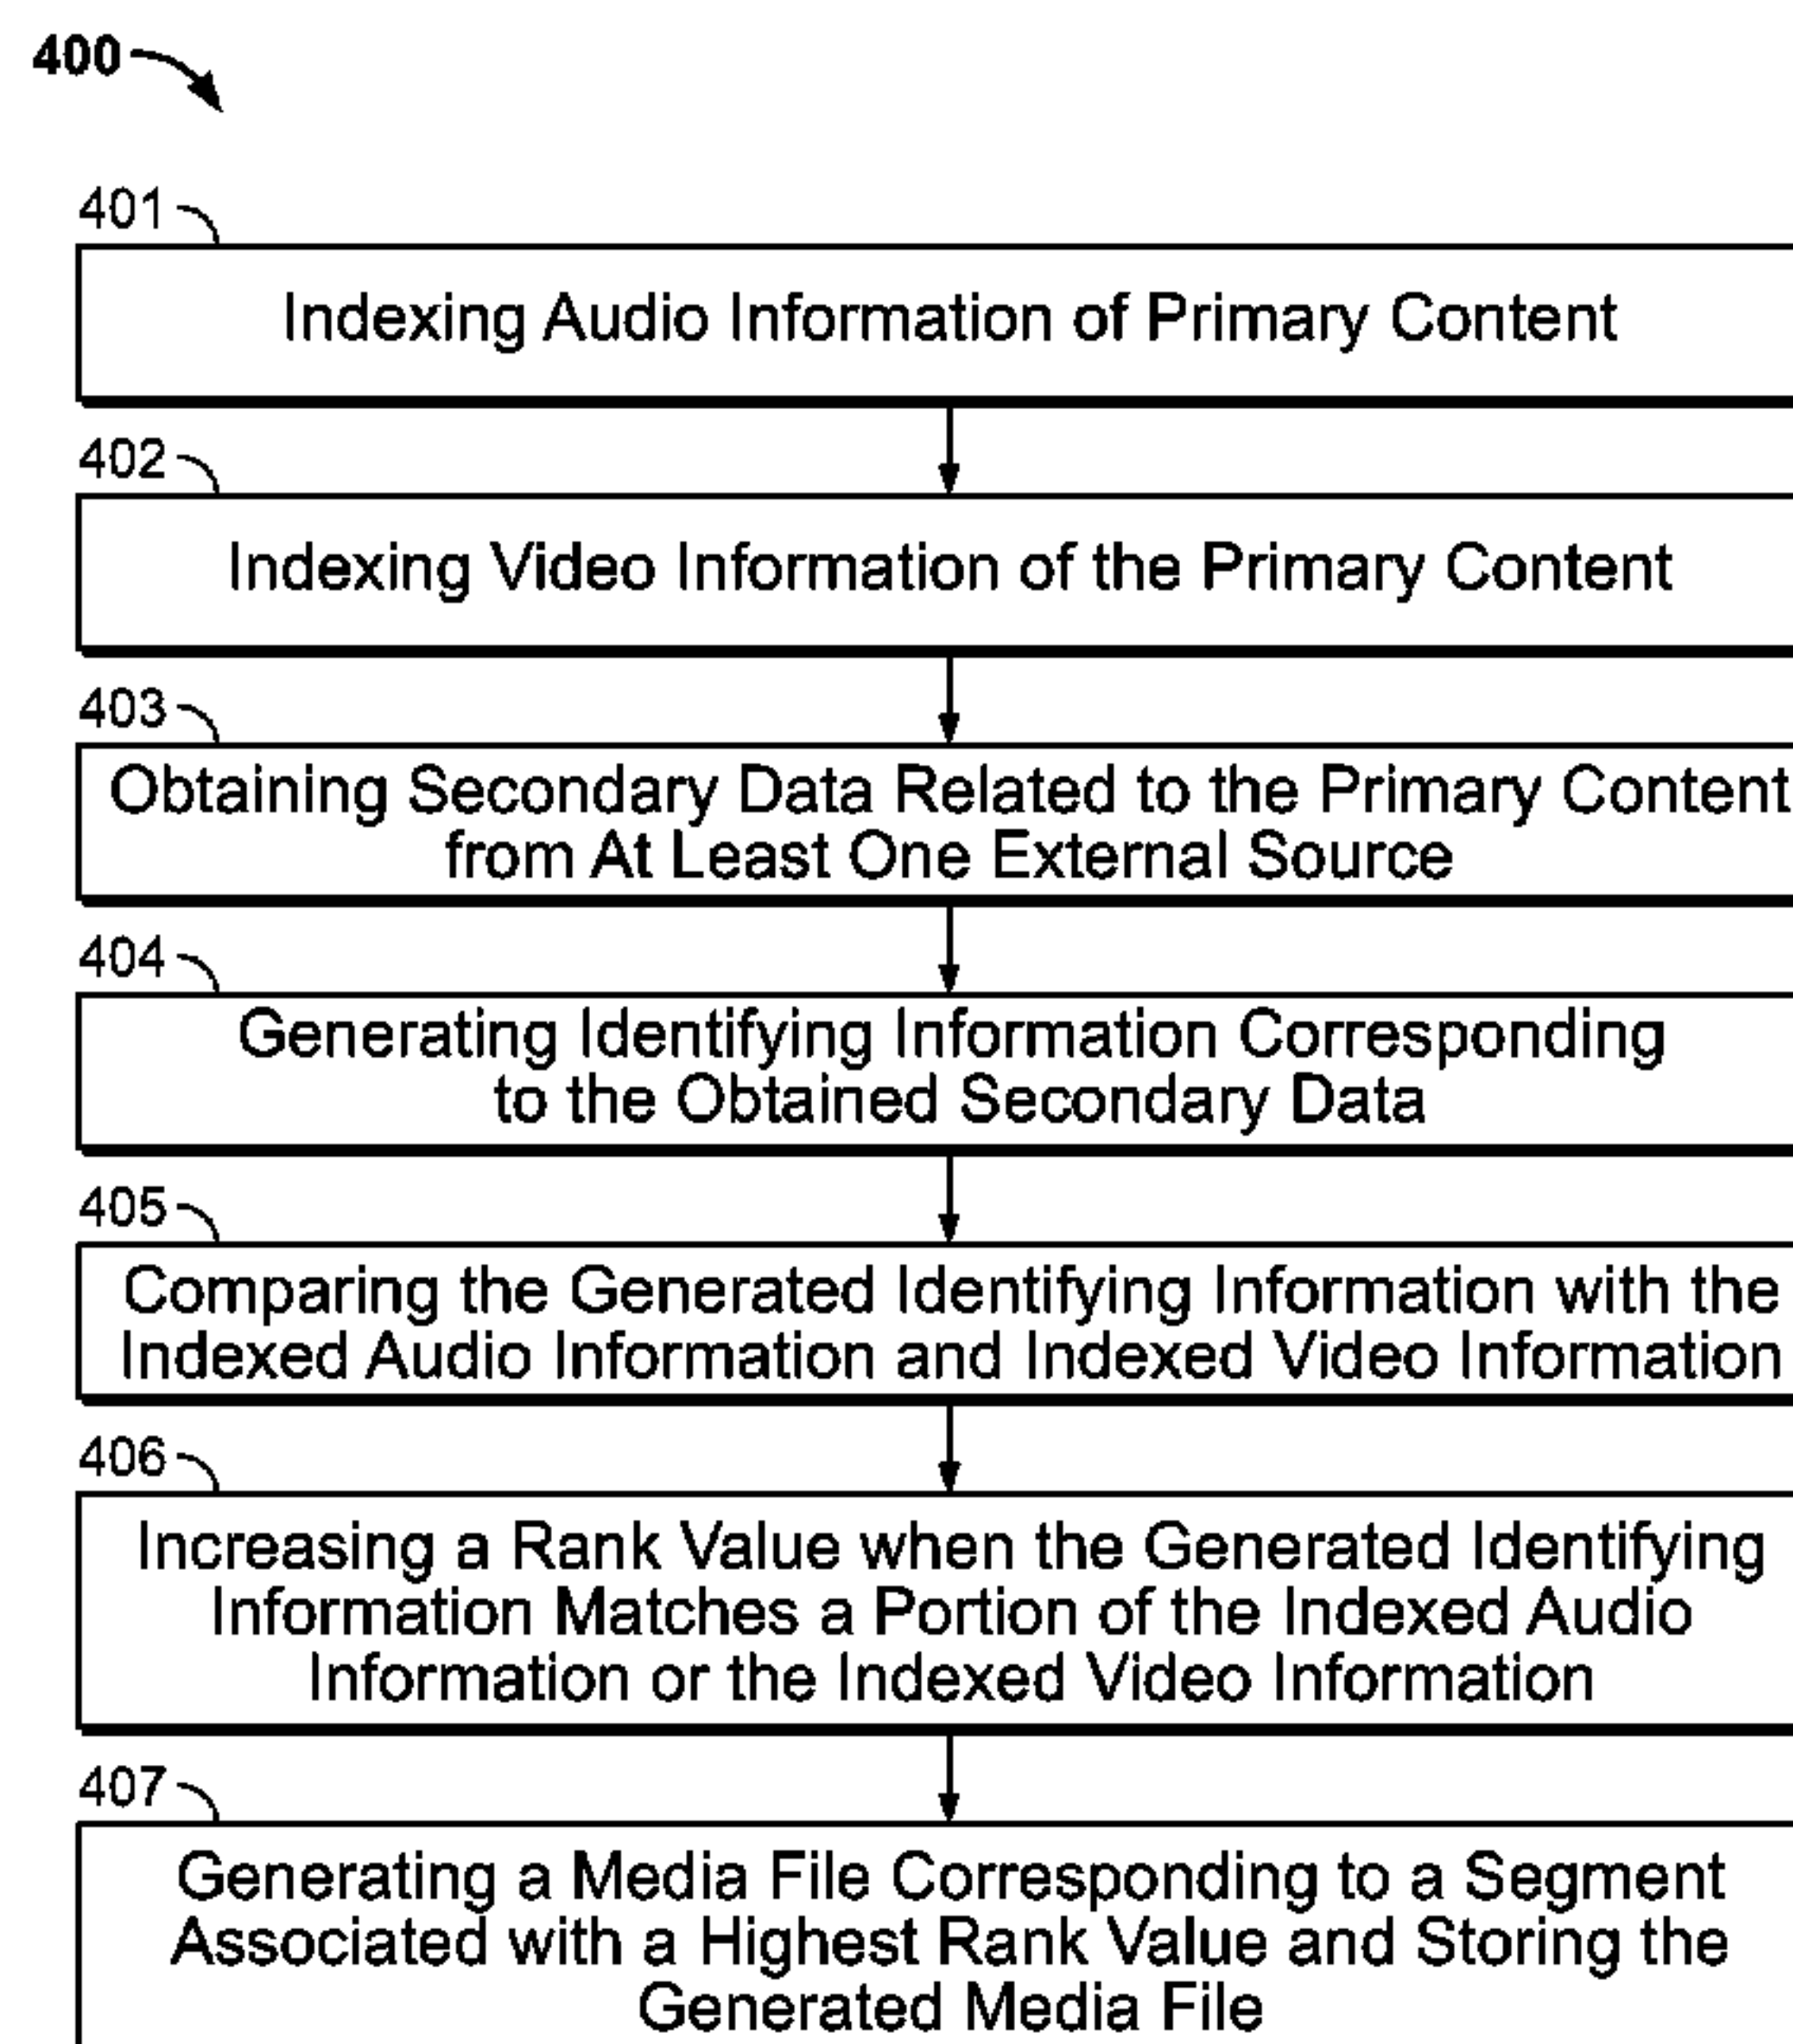 400
401
Indexing Audio Information of Primary Content
402
Indexing Video Information of the Primary Content
403
Obtaining Secondary Data Related to the Primary Content
from At Least One External Source
404
Generating Identifying Information Corresponding
to the Obtained Secondary Data
405
Comparing the Generated Identifying Information with the
Indexed Audio Information and Indexed Video Information
406
Increasing a Rank Value when the Generated Identifying
Information Matches a Portion of the Indexed Audio
Information or the Indexed Video Information
407
Generating a Media File Corresponding to a Segment
Associated with a Highest Rank Value and Storing the
Generated Media File